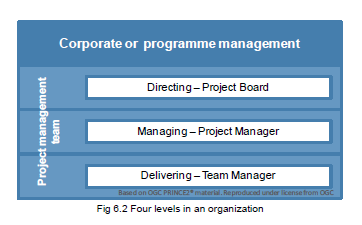 Corporate or programme management
Project management
team
Directing – Project Board
Managing – Project Manager
Delivering – Team Manager
Based on OGC PRINCE2® material. Reproduced under license from OGC
Fig 6.2 Four levels in an organization